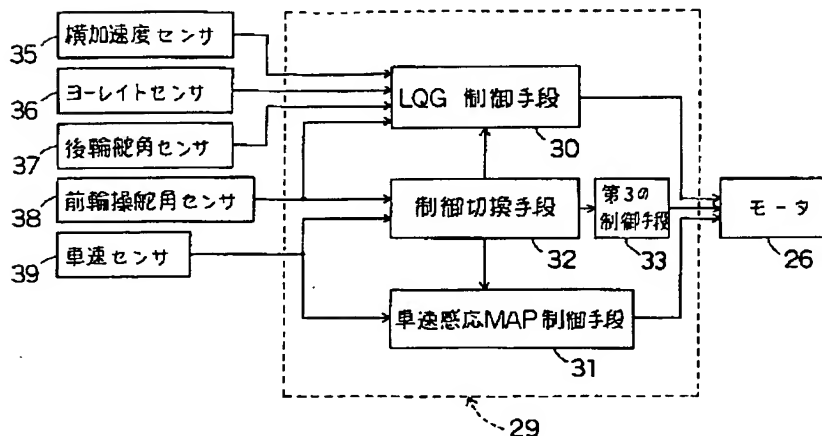 横加速度センサ
35
ヨーレイトセンサ
36
後輪舵角センサ
37
前輪操舵角センサ
38
車速センサ
39
LQG 制御手段
30
制御切換手段
32
第3の
制御手段
33
車速感応MAP制御手段
31
モータ
26
29